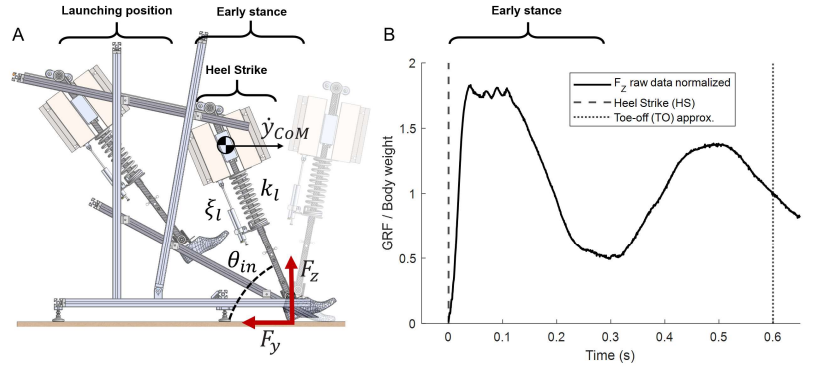 A
Launching position
Early stance
Heel Strike
ẏ_CoM
k_l
ξ_l
θ_in
F_z
F_y
B
Early stance
F_Z raw data normalized
Heel Strike (HS)
Toe-off (TO) approx.
GRF / Body weight
2
1.5
1
0.5
0
0
0.1
0.2
0.3
0.4
0.5
0.6
Time (s)